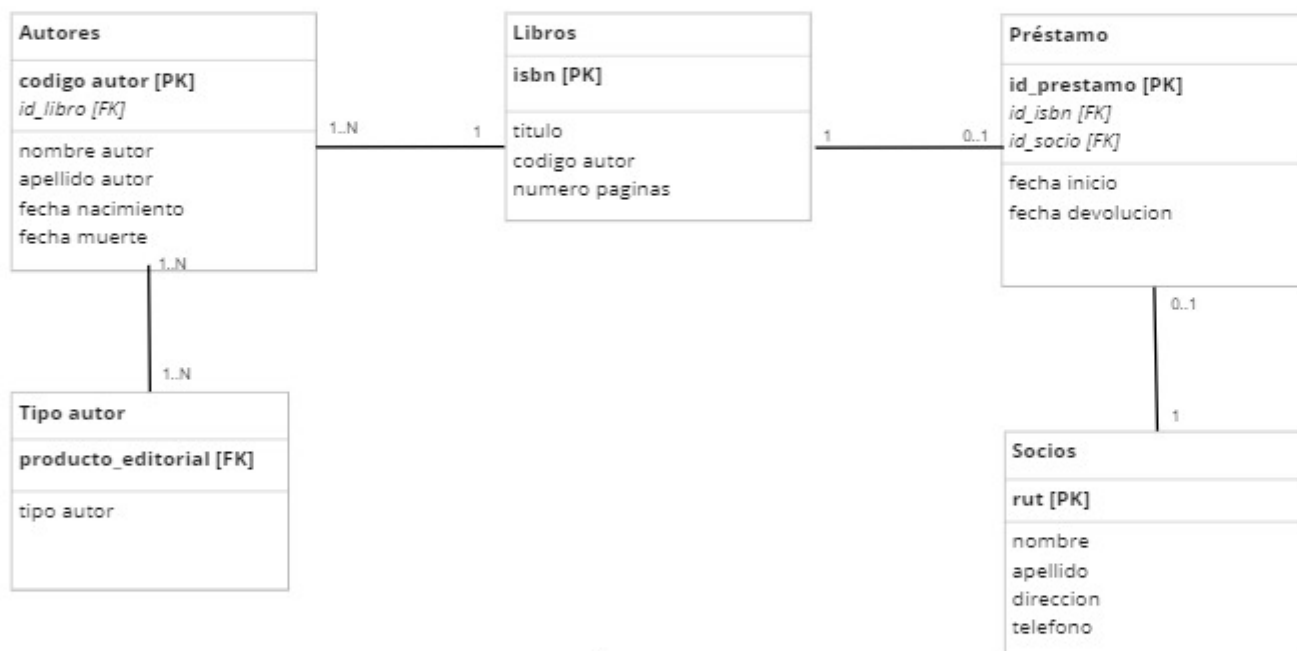 Autores
codigo autor [PK]
id_libro [FK]
nombre autor
apellido autor
fecha nacimiento
fecha muerte
1..N
1
Libros
isbn [PK]
titulo
codigo autor
numero paginas
1
0..1
Préstamo
id_prestamo [PK]
id_isbn [FK]
id_socio [FK]
fecha inicio
fecha devolucion
1..N
1..N
Tipo autor
producto_editorial [FK]
tipo autor
0..1
1
Socios
rut [PK]
nombre
apellido
direccion
telefono